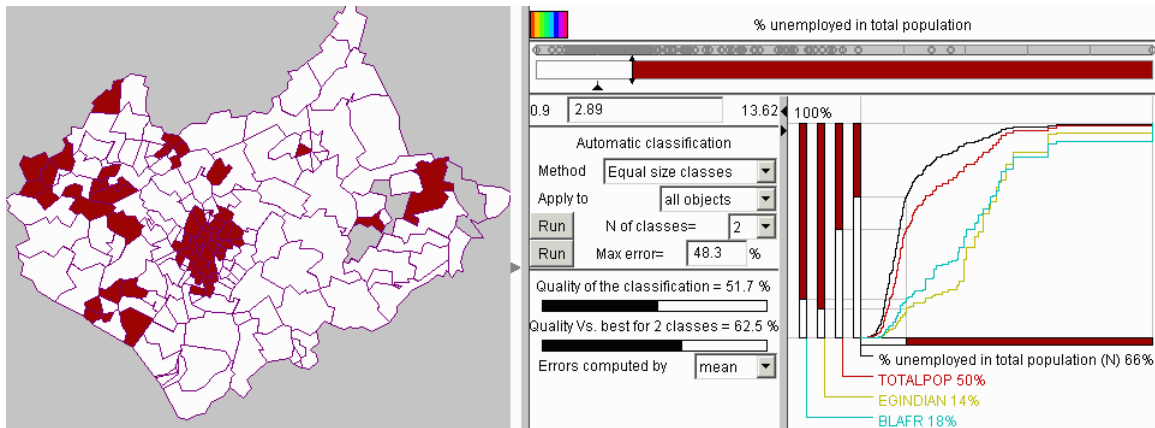 % unemployed in total population
0.9 2.89 13.62
Automatic classification
Method Equal size classes
Apply to all objects
Run N of classes= 2
Run Max error= 48.3 %
Quality of the classification = 51.7 %
Quality Vs. best for 2 classes = 62.5 %
Errors computed by mean
100%
% unemployed in total population (N) 66%
TOTALPOP 50%
EGINDIAN 14%
BLAFR 18%